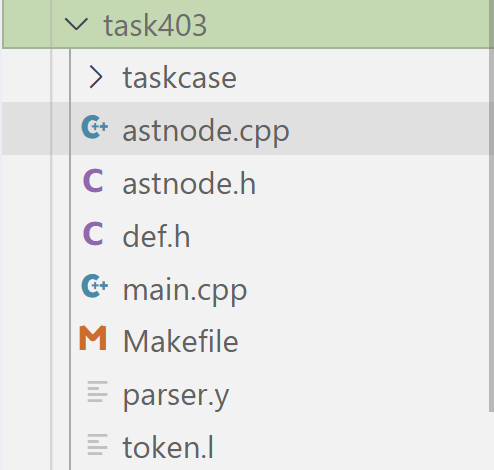 task403
taskcase
astnode.cpp
astnode.h
def.h
main.cpp
Makefile
parser.y
token.l